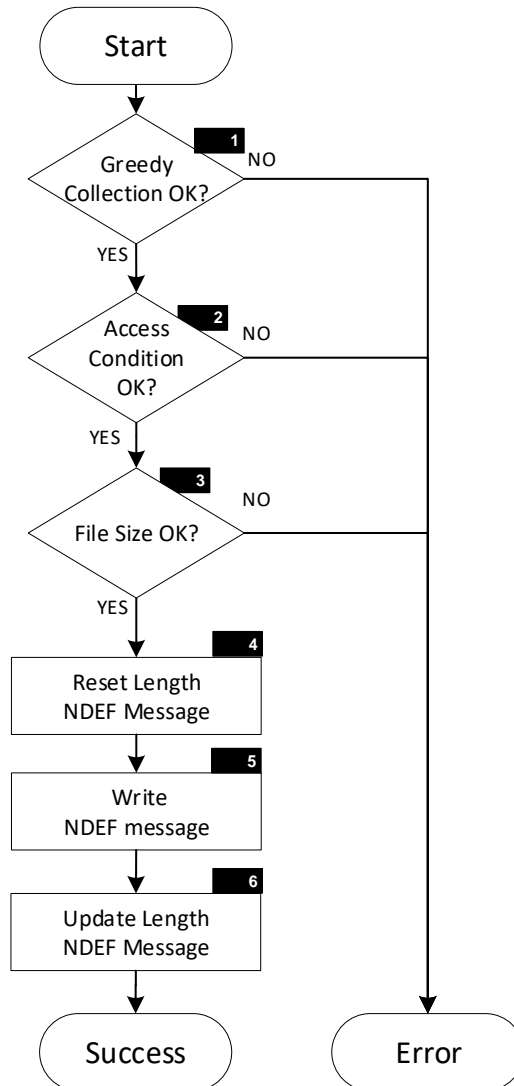 Start
1
Greedy
Collection OK?
NO
YES
2
Access
Condition
OK?
NO
YES
3
File Size OK?
NO
YES
4
Reset Length
NDEF Message
5
Write
NDEF message
6
Update Length
NDEF Message
Success
Error